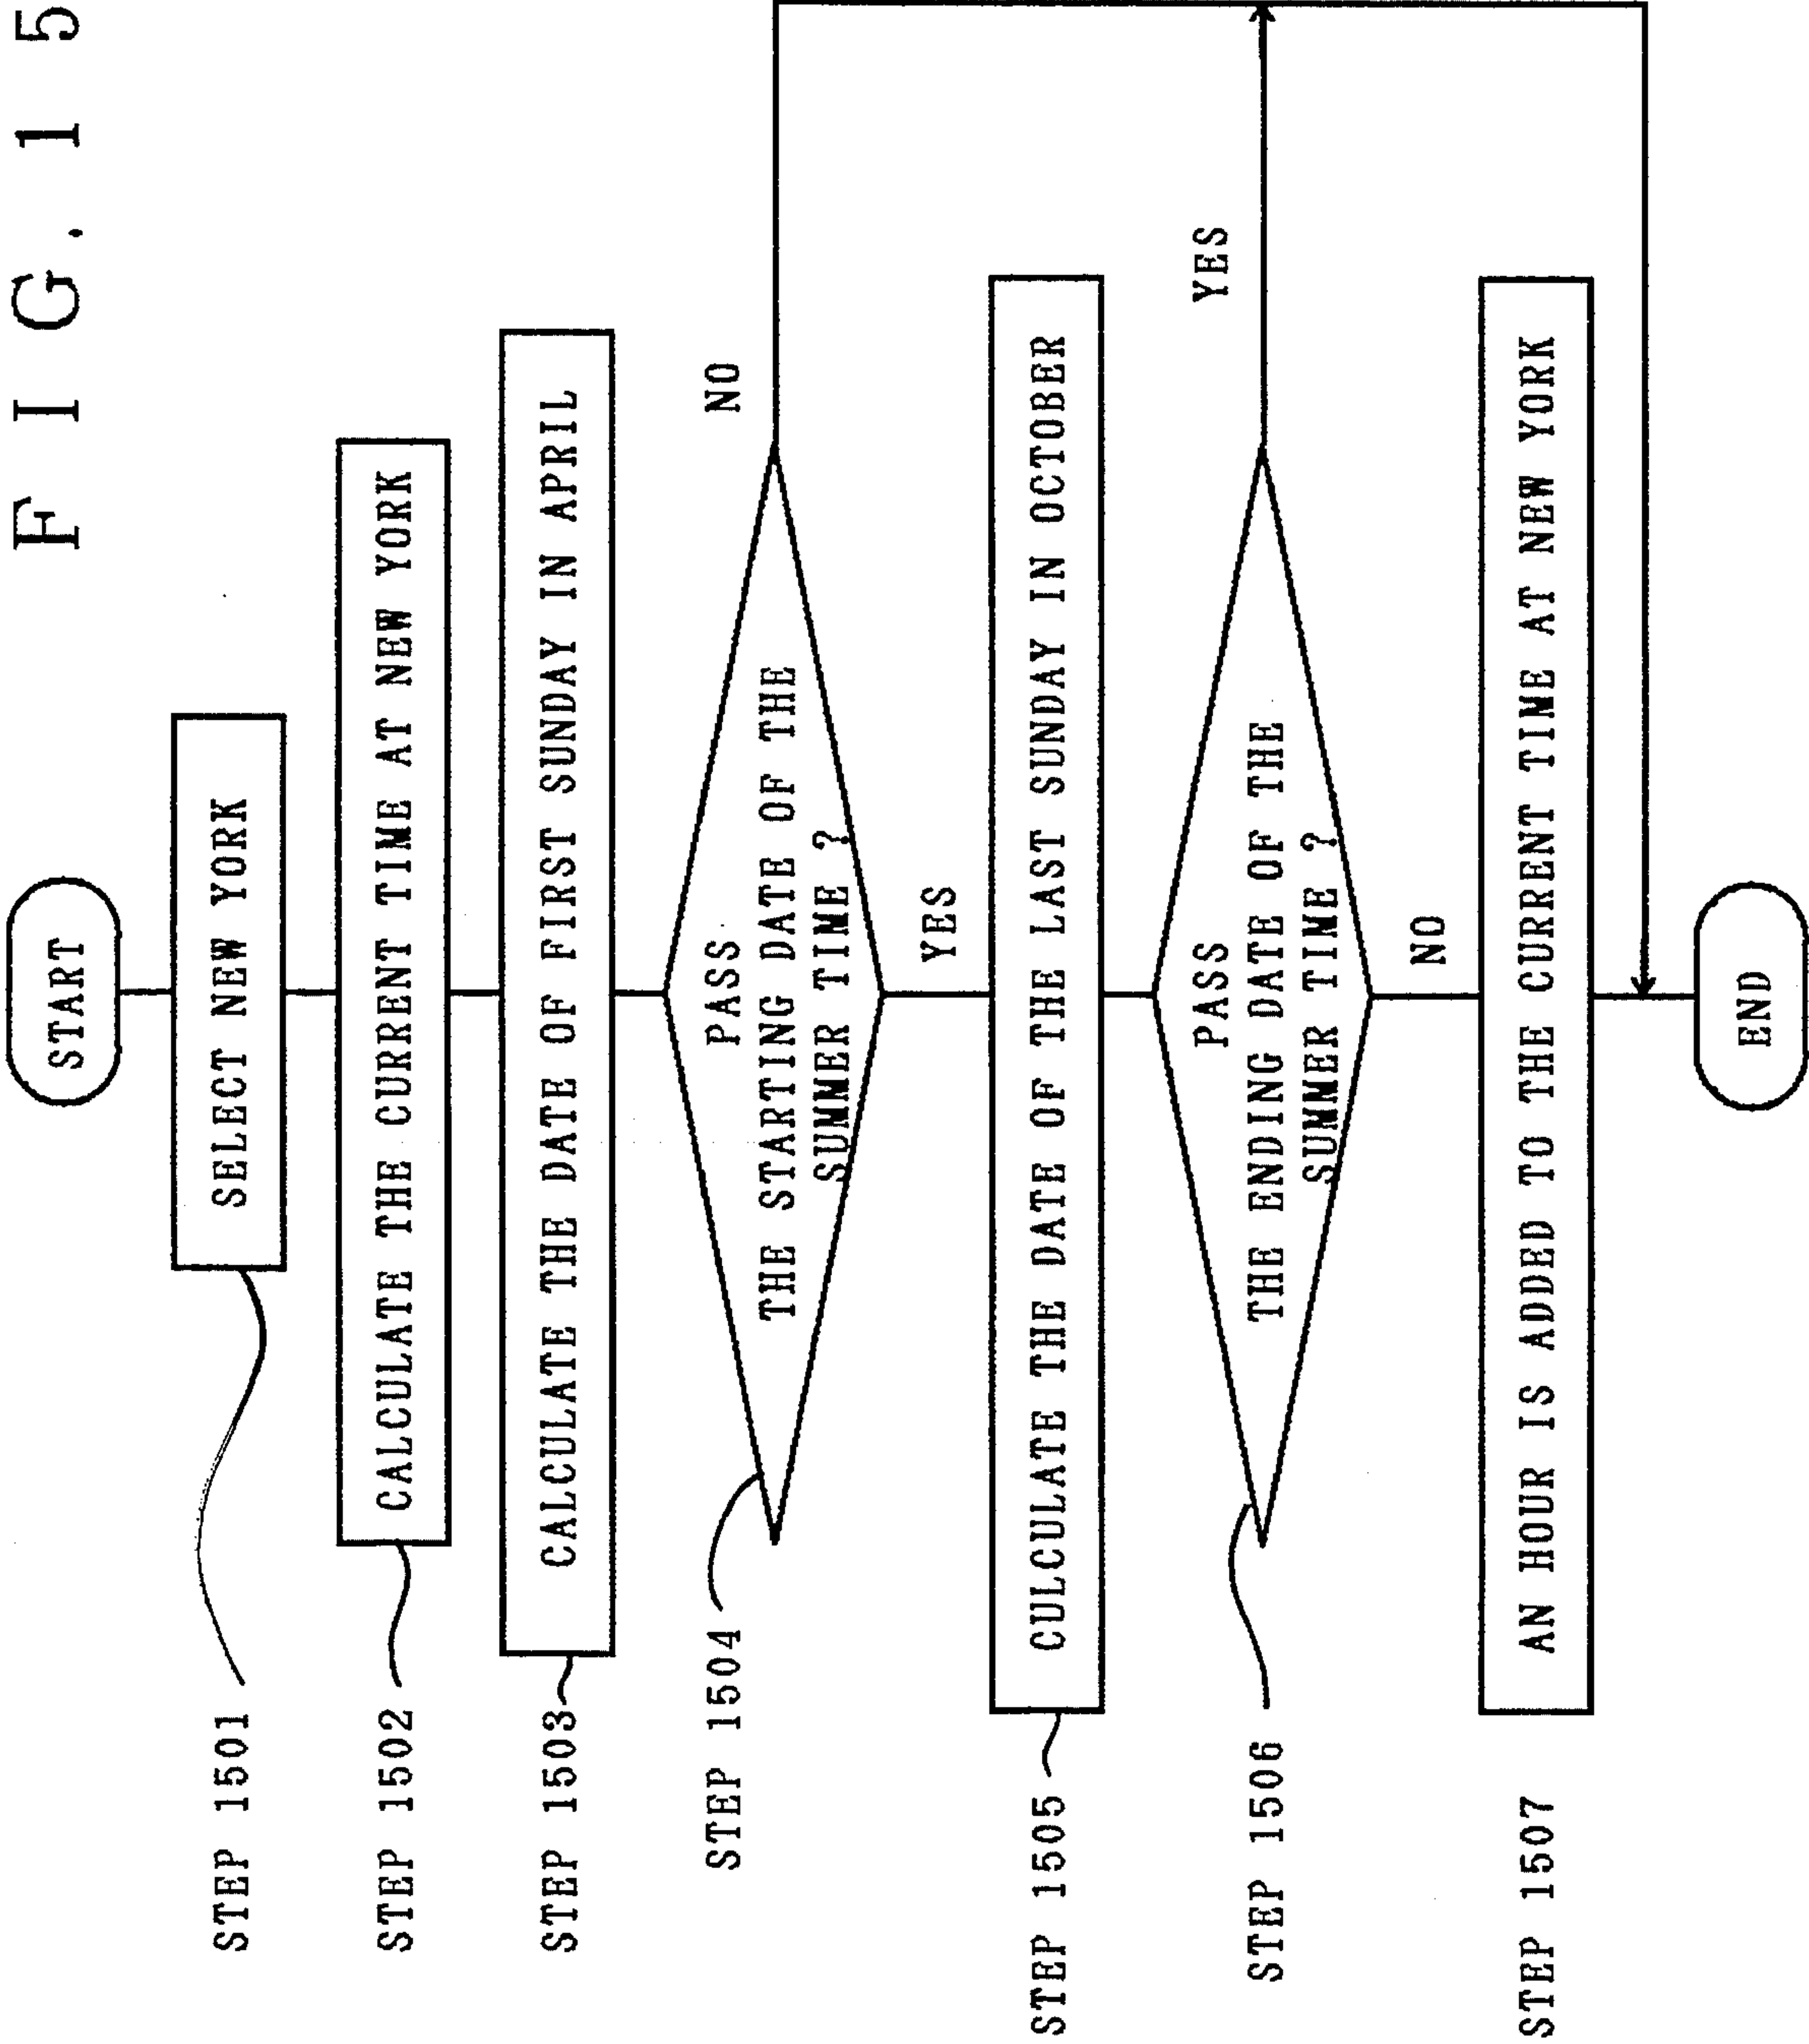 FIG. 15
START
STEP 1501
SELECT NEW YORK
STEP 1502
CALCULATE THE CURRENT TIME AT NEW YORK
STEP 1503
CALCULATE THE DATE OF FIRST SUNDAY IN APRIL
STEP 1504
PASS
THE STARTING DATE OF THE
SUMMER TIME ?
NO
YES
STEP 1505
CULCULATE THE DATE OF THE LAST SUNDAY IN OCTOBER
STEP 1506
PASS
THE ENDING DATE OF THE
SUMMER TIME ?
YES
NO
STEP 1507
AN HOUR IS ADDED TO THE CURRENT TIME AT NEW YORK
END